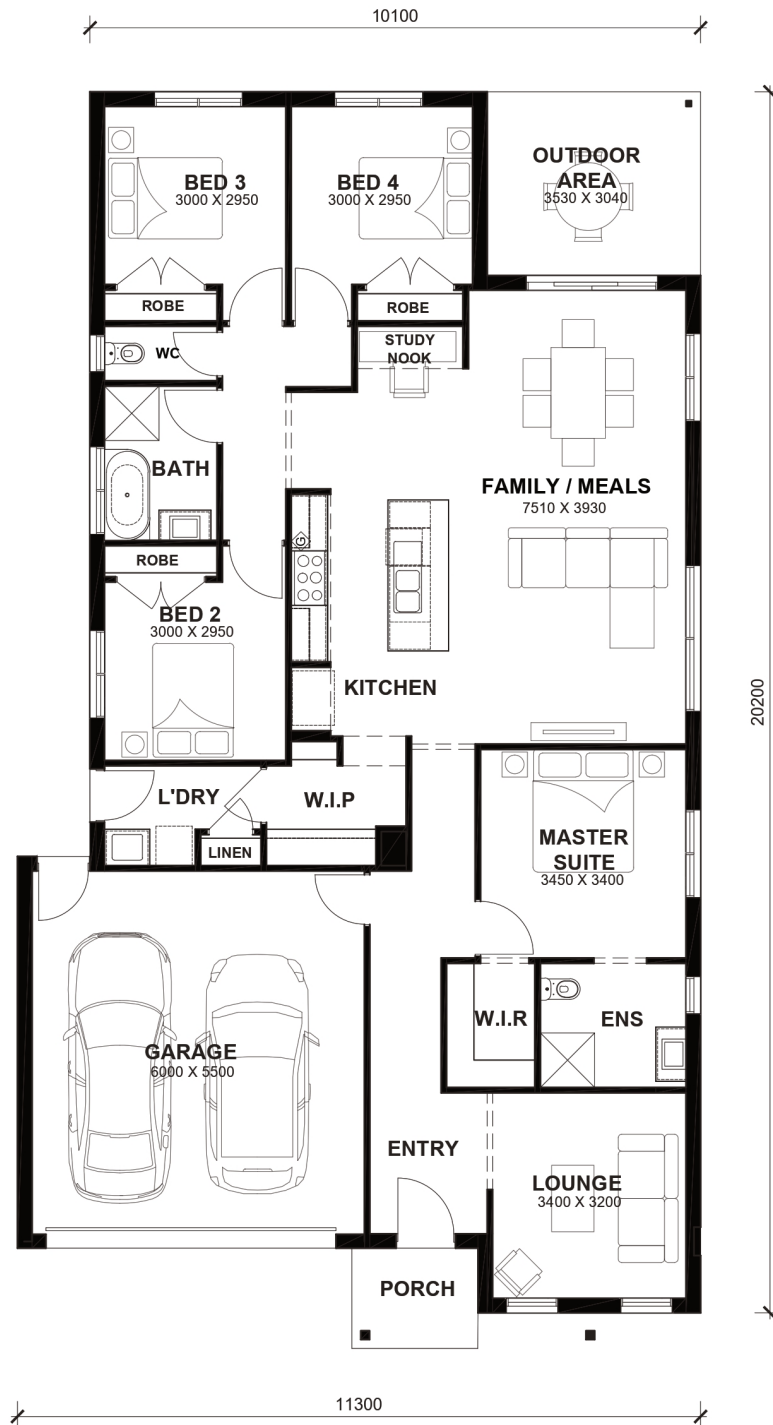 10100
BED 3
3000 X 2950
BED 4
3000 X 2950
OUTDOOR
AREA
3530 X 3040
ROBE
ROBE
WC
STUDY
NOOK
BATH
FAMILY / MEALS
7510 X 3930
G
ROBE
BED 2
3000 X 2950
KITCHEN
20200
L'DRY
W.I.P
LINEN
MASTER
SUITE
3450 X 3400
W.I.R
ENS
GARAGE
6000 X 5500
ENTRY
LOUNGE
3400 X 3200
PORCH
11300